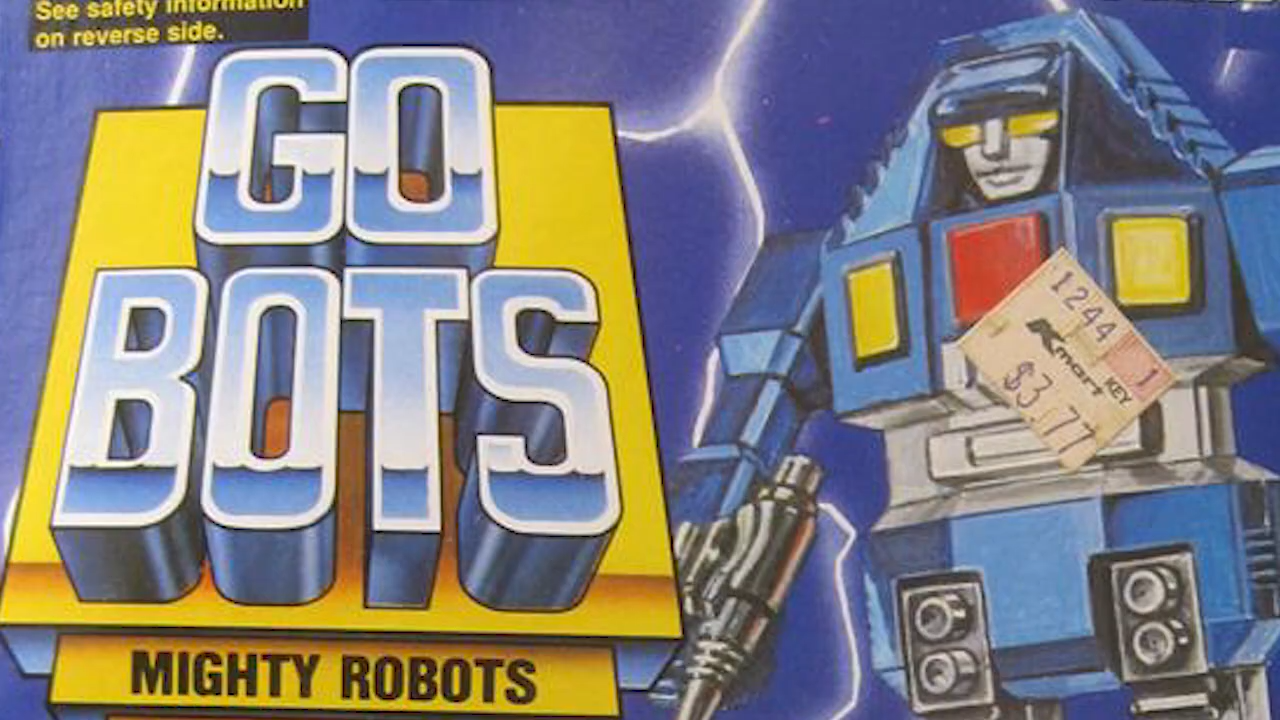 See safety information
on reverse side.
GO
BOTS
MIGHTY ROBOTS
1244
Kmart KEY 1
$3.77